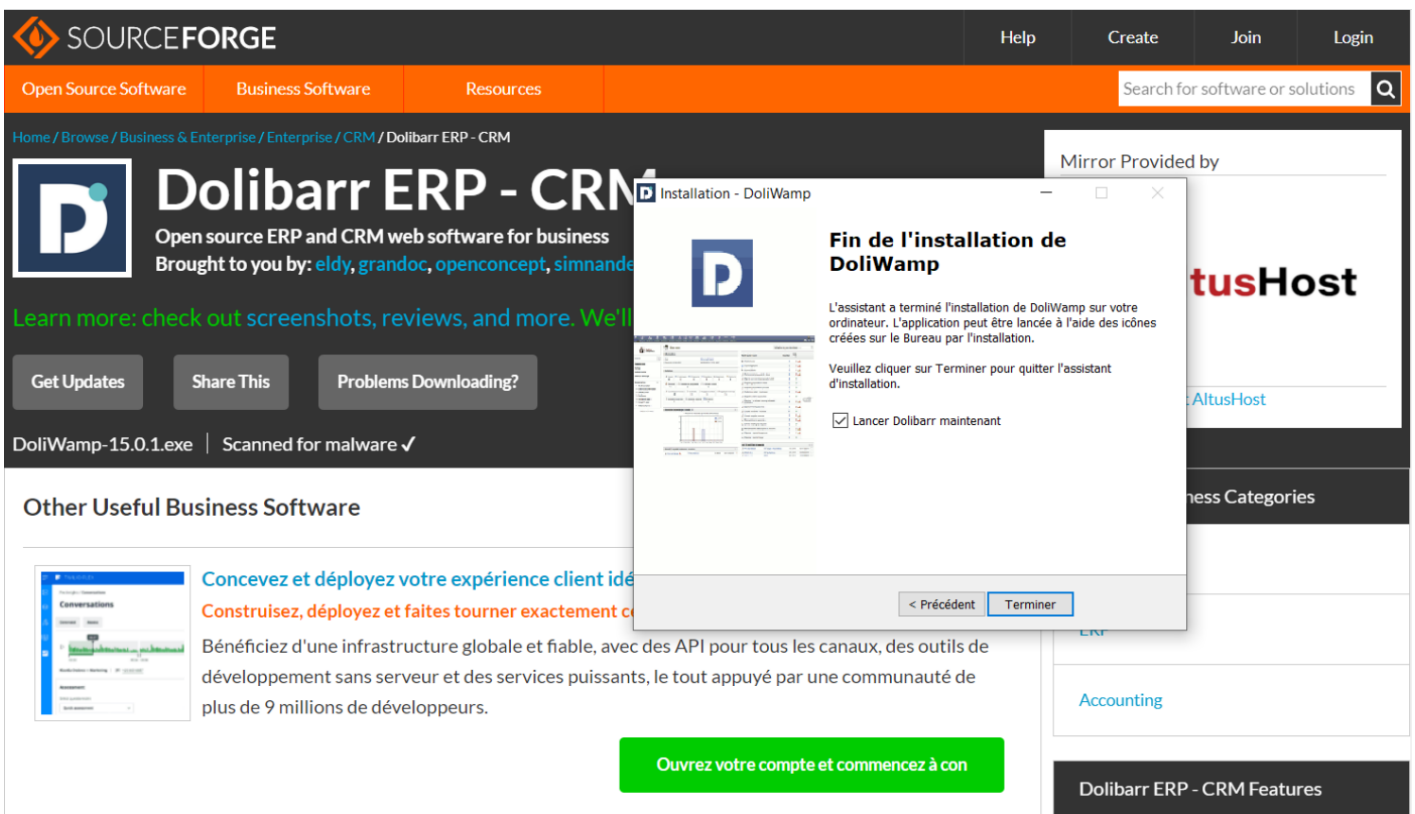 SOURCEFORGE
Help
Create
Join
Login
Open Source Software
Business Software
Resources
Search for software or solutions
Home / Browse / Business & Enterprise / Enterprise / CRM / Dolibarr ERP - CRM
Dolibarr ERP - CRM
Open source ERP and CRM web software for business
Brought to you by: eldy, grandoc, openconcept, simnande
Learn more: check out screenshots, reviews, and more. We'll
Get Updates
Share This
Problems Downloading?
DoliWamp-15.0.1.exe
Scanned for malware ✓
Mirror Provided by
tusHost
AltusHost
Installation - DoliWamp
Fin de l'installation de
DoliWamp
L'assistant a terminé l'installation de DoliWamp sur votre
ordinateur. L'application peut être lancée à l'aide des icônes
créées sur le Bureau par l'installation.
Veuillez cliquer sur Terminer pour quitter l'assistant
d'installation.
Lancer Dolibarr maintenant
< Précédent
Terminer
Other Useful Business Software
Conversations
Concevez et déployez votre expérience client idé
Construisez, déployez et faites tourner exactement c
Bénéficiez d'une infrastructure globale et fiable, avec des API pour tous les canaux, des outils de
développement sans serveur et des services puissants, le tout appuyé par une communauté de
plus de 9 millions de développeurs.
Ouvrez votre compte et commencez à con
ness Categories
ERP
Accounting
Dolibarr ERP - CRM Features